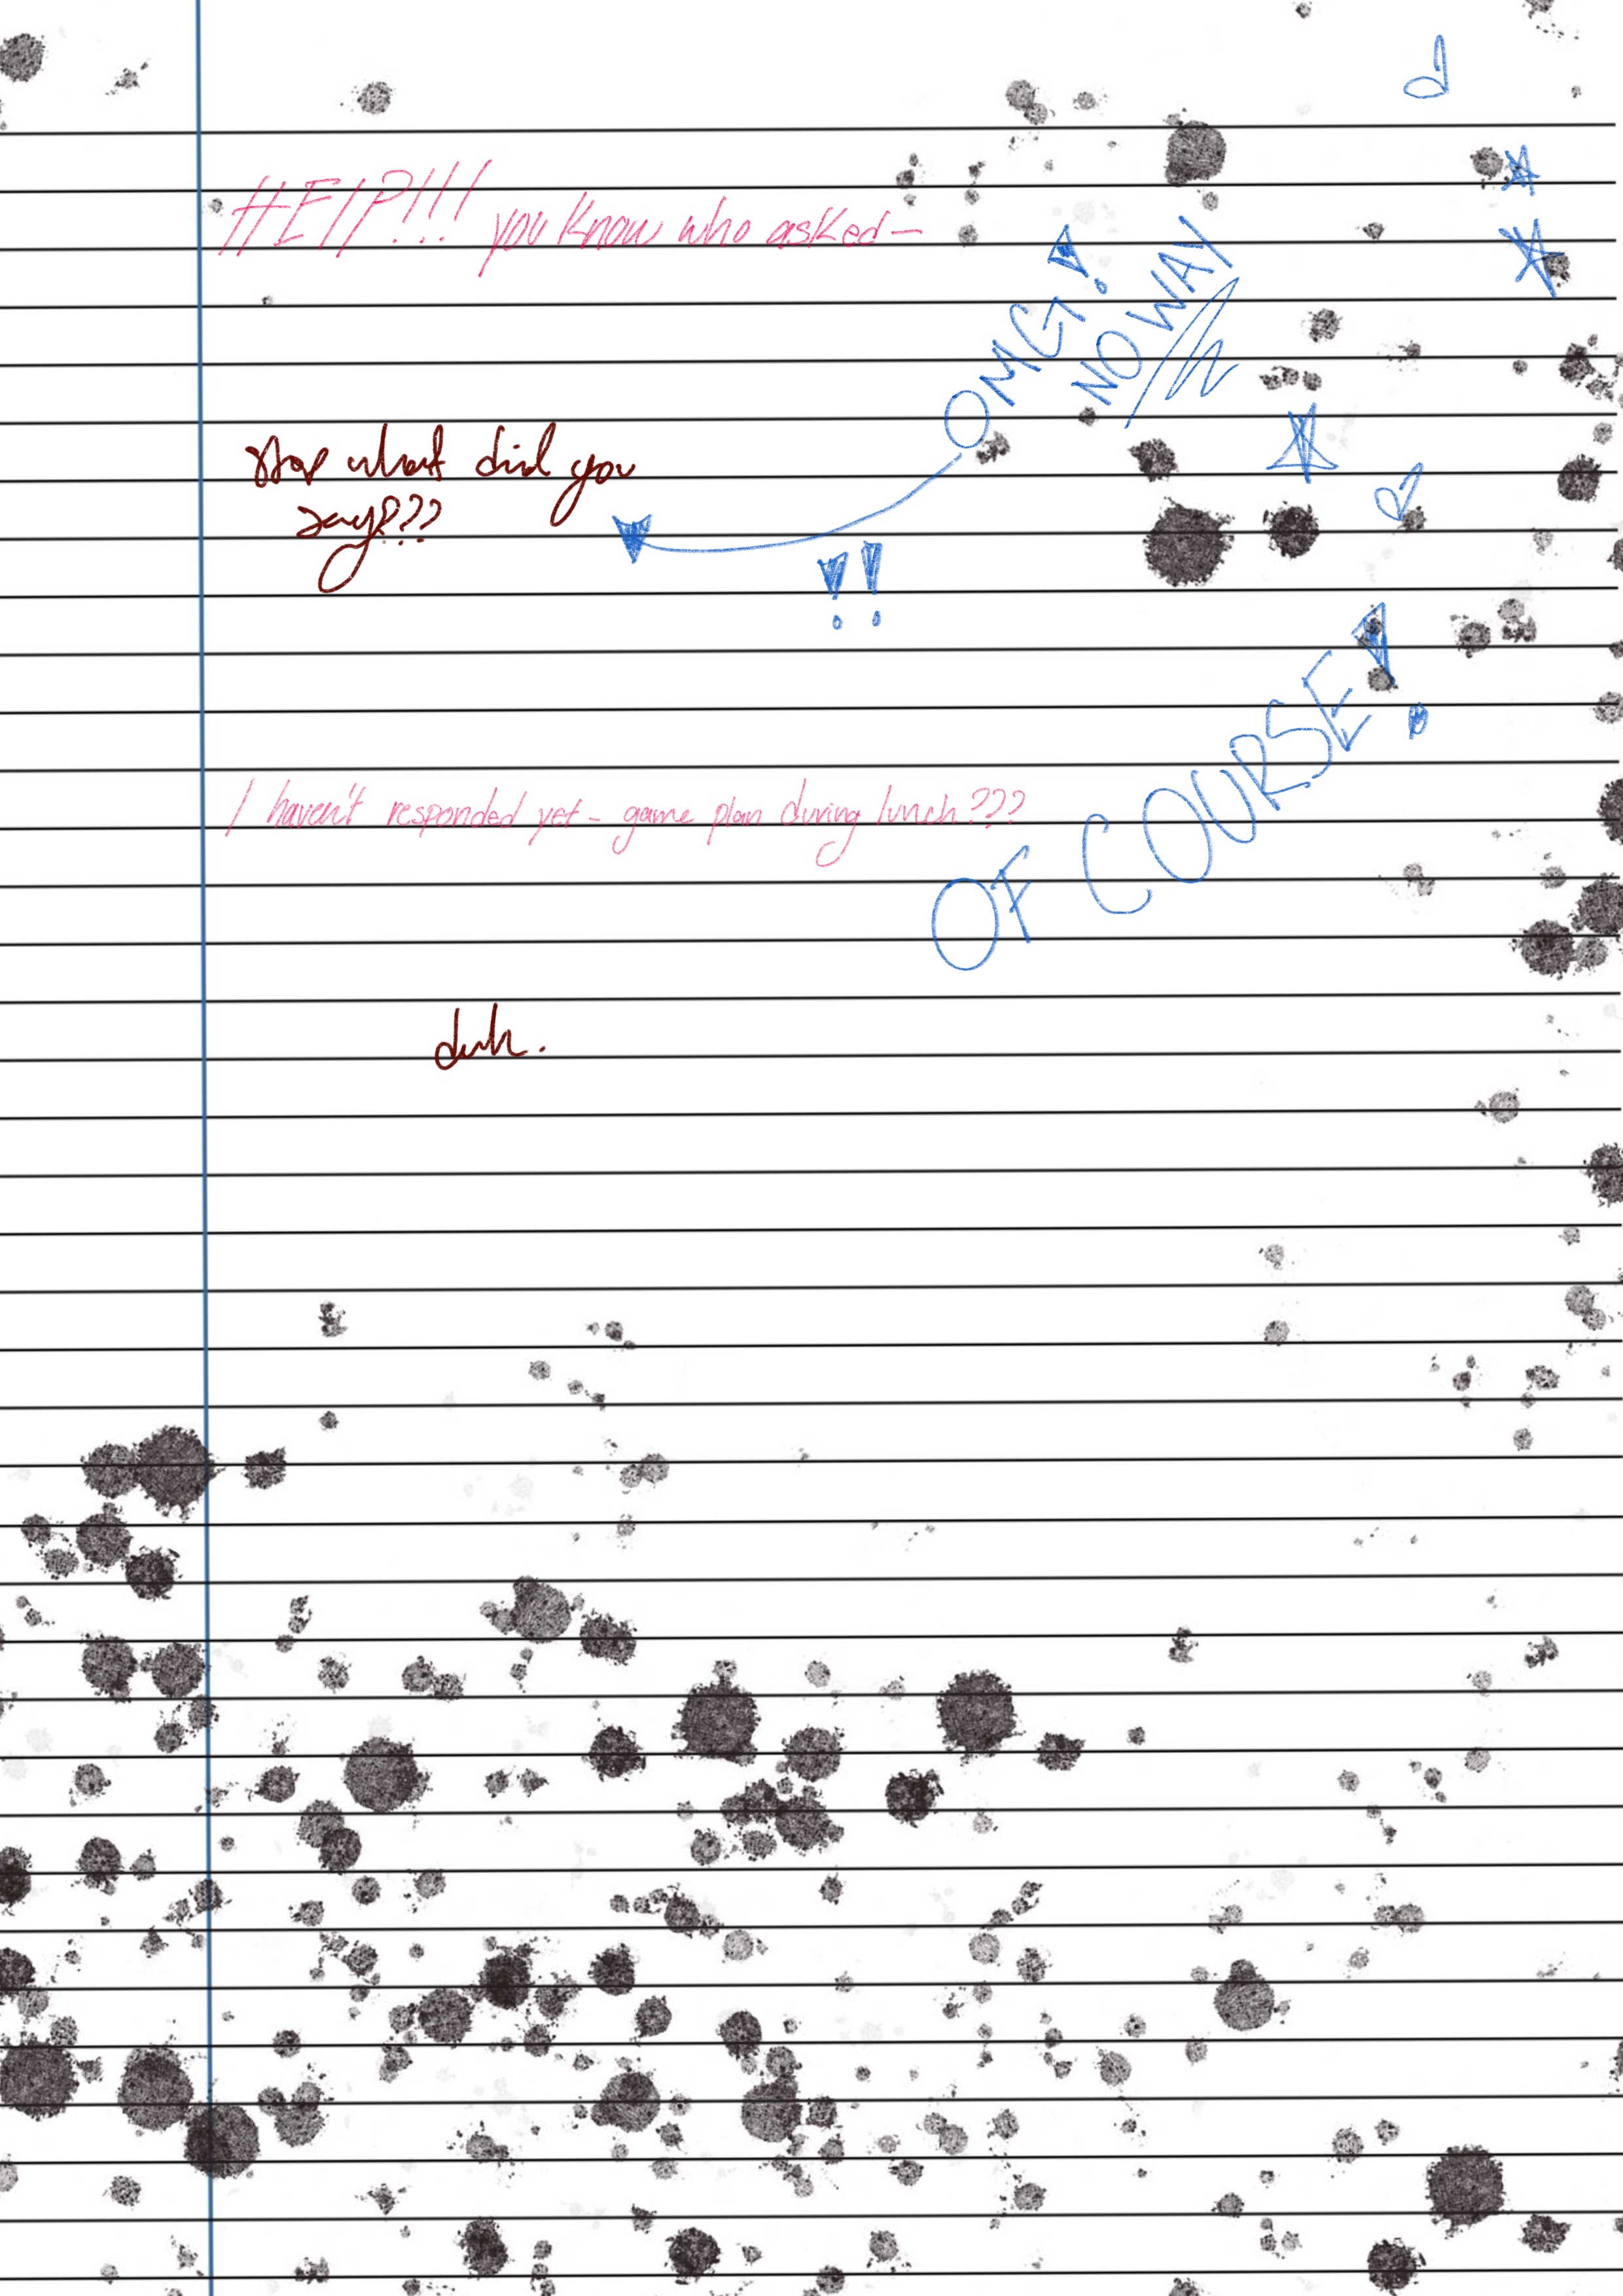 HElP!!! you know who asked-
OMG!
NO WAY
stop what did you
say???
!!
I haven't responded yet - game plan during lunch???
OF COURSE!
duh.